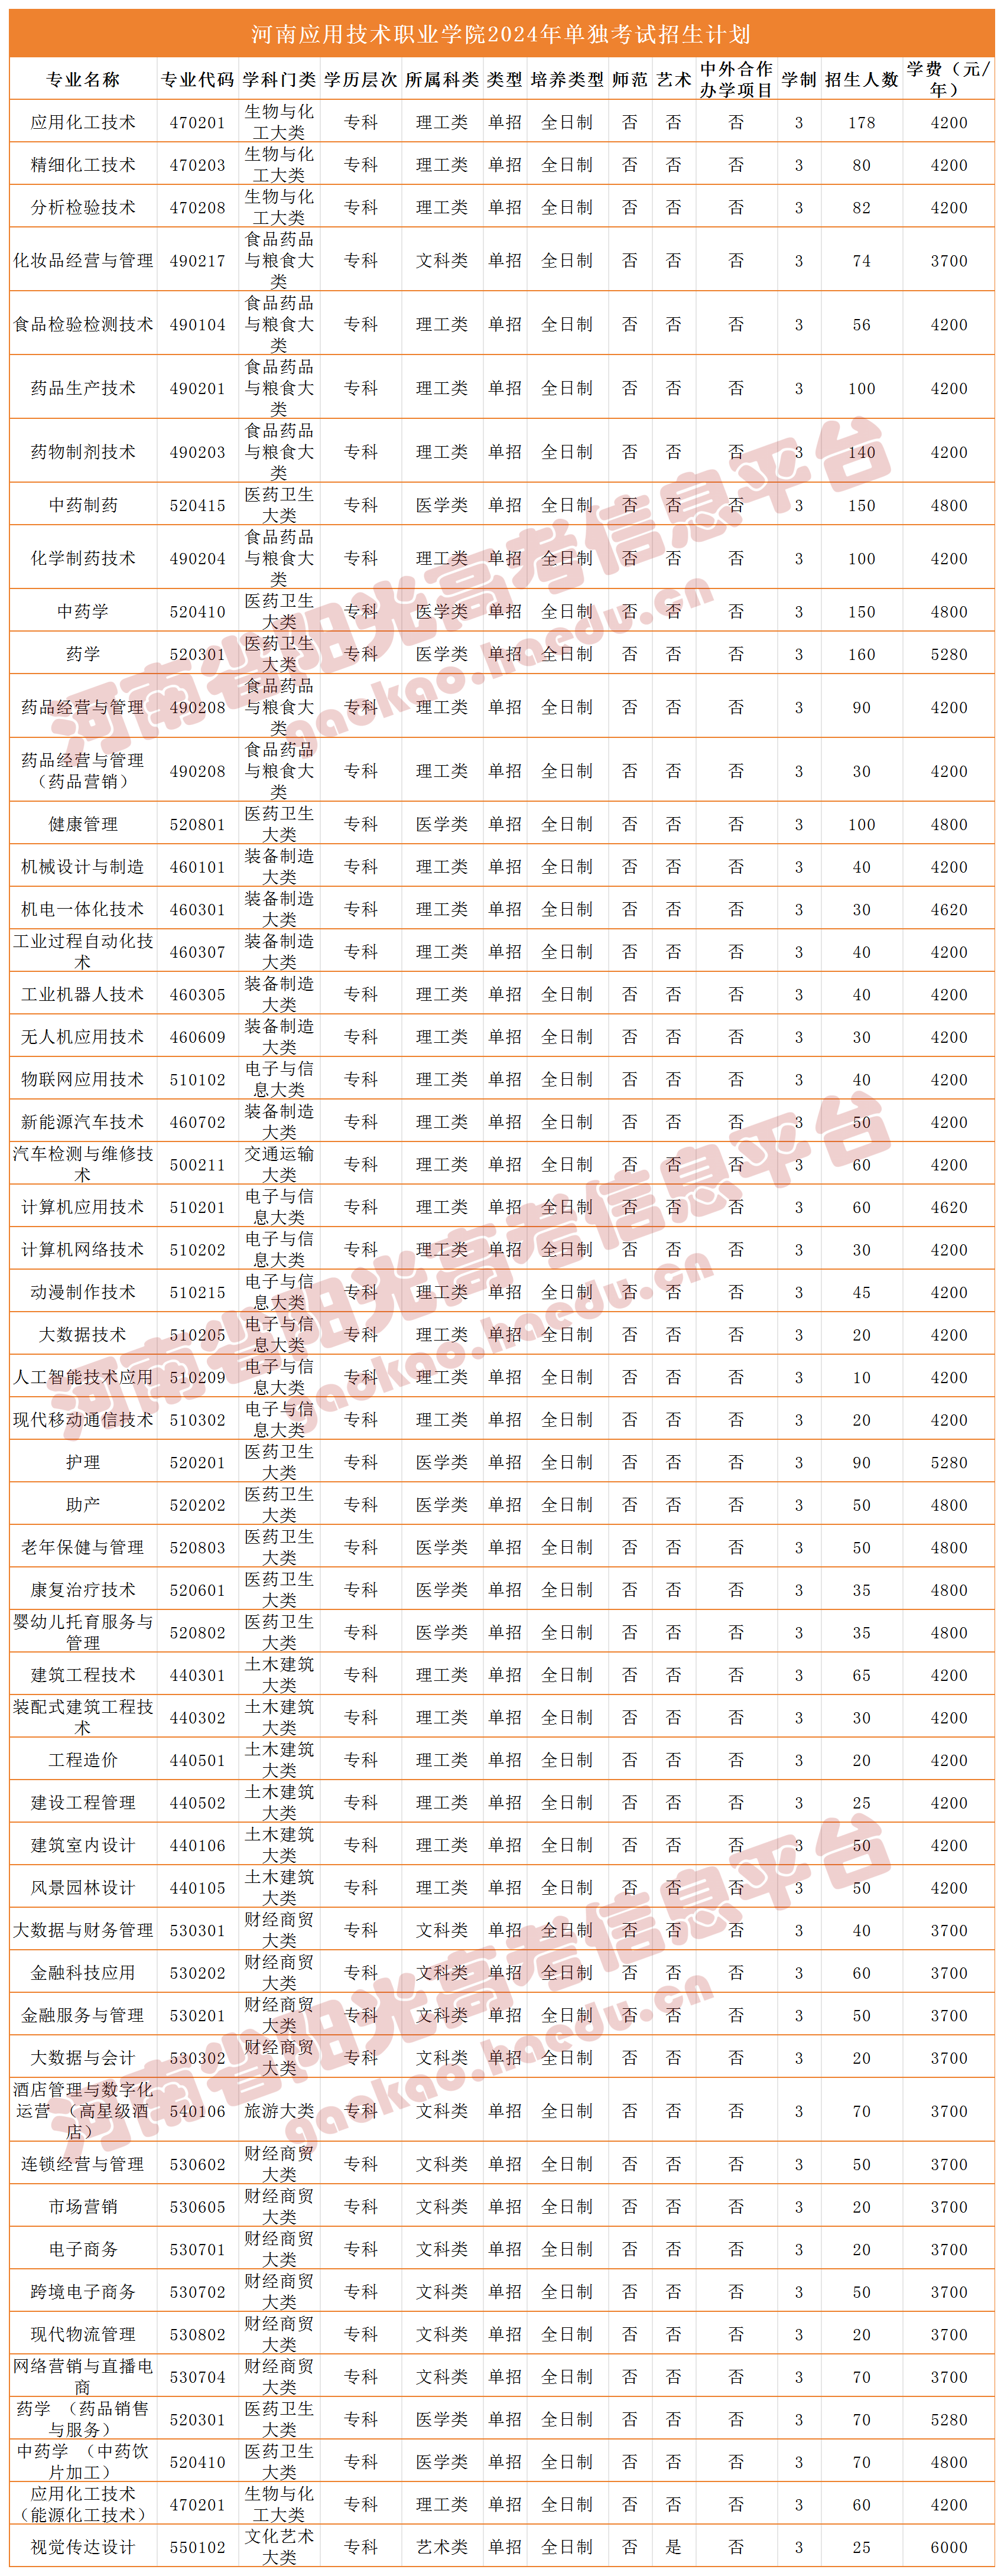 河南应用技术职业学院2024年单独考试招生计划
专业名称 专业代码 学科门类 学历层次 所属科类 类型 培养类型 师范 艺术 中外合作办学项目 学制 招生人数 学费（元/年）
应用化工技术 470201 生物与化工大类 专科 理工类 单招 全日制 否 否 否 3 178 4200
精细化工技术 470203 生物与化工大类 专科 理工类 单招 全日制 否 否 否 3 80 4200
分析检验技术 470208 生物与化工大类 专科 理工类 单招 全日制 否 否 否 3 82 4200
化妆品经营与管理 490217 食品药品与粮食大类 专科 文科类 单招 全日制 否 否 否 3 74 3700
食品检验检测技术 490104 食品药品与粮食大类 专科 理工类 单招 全日制 否 否 否 3 56 4200
药品生产技术 490201 食品药品与粮食大类 专科 理工类 单招 全日制 否 否 否 3 100 4200
药物制剂技术 490203 食品药品与粮食大类 专科 理工类 单招 全日制 否 否 否 3 140 4200
中药制药 520415 医药卫生大类 专科 医学类 单招 全日制 否 否 否 3 150 4800
化学制药技术 490204 食品药品与粮食大类 专科 理工类 单招 全日制 否 否 否 3 100 4200
中药学 520410 医药卫生大类 专科 医学类 单招 全日制 否 否 否 3 150 4800
药学 520301 医药卫生大类 专科 医学类 单招 全日制 否 否 否 3 160 5280
药品经营与管理 490208 食品药品与粮食大类 专科 理工类 单招 全日制 否 否 否 3 90 4200
药品经营与管理（药品营销） 490208 食品药品与粮食大类 专科 理工类 单招 全日制 否 否 否 3 30 4200
健康管理 520801 医药卫生大类 专科 医学类 单招 全日制 否 否 否 3 100 4800
机械设计与制造 460101 装备制造大类 专科 理工类 单招 全日制 否 否 否 3 40 4200
机电一体化技术 460301 装备制造大类 专科 理工类 单招 全日制 否 否 否 3 30 4620
工业过程自动化技术 460307 装备制造大类 专科 理工类 单招 全日制 否 否 否 3 40 4200
工业机器人技术 460305 装备制造大类 专科 理工类 单招 全日制 否 否 否 3 40 4200
无人机应用技术 460609 装备制造大类 专科 理工类 单招 全日制 否 否 否 3 30 4200
物联网应用技术 510102 电子与信息大类 专科 理工类 单招 全日制 否 否 否 3 40 4200
新能源汽车技术 460702 装备制造大类 专科 理工类 单招 全日制 否 否 否 3 50 4200
汽车检测与维修技术 500211 交通运输大类 专科 理工类 单招 全日制 否 否 否 3 60 4200
计算机应用技术 510201 电子与信息大类 专科 理工类 单招 全日制 否 否 否 3 60 4620
计算机网络技术 510202 电子与信息大类 专科 理工类 单招 全日制 否 否 否 3 30 4200
动漫制作技术 510215 电子与信息大类 专科 理工类 单招 全日制 否 否 否 3 45 4200
大数据技术 510205 电子与信息大类 专科 理工类 单招 全日制 否 否 否 3 20 4200
人工智能技术应用 510209 电子与信息大类 专科 理工类 单招 全日制 否 否 否 3 10 4200
现代移动通信技术 510302 电子与信息大类 专科 理工类 单招 全日制 否 否 否 3 20 4200
护理 520201 医药卫生大类 专科 医学类 单招 全日制 否 否 否 3 90 5280
助产 520202 医药卫生大类 专科 医学类 单招 全日制 否 否 否 3 50 4800
老年保健与管理 520803 医药卫生大类 专科 医学类 单招 全日制 否 否 否 3 50 4800
康复治疗技术 520601 医药卫生大类 专科 医学类 单招 全日制 否 否 否 3 35 4800
婴幼儿托育服务与管理 520802 医药卫生大类 专科 医学类 单招 全日制 否 否 否 3 35 4800
建筑工程技术 440301 土木建筑大类 专科 理工类 单招 全日制 否 否 否 3 65 4200
装配式建筑工程技术 440302 土木建筑大类 专科 理工类 单招 全日制 否 否 否 3 30 4200
工程造价 440501 土木建筑大类 专科 理工类 单招 全日制 否 否 否 3 20 4200
建设工程管理 440502 土木建筑大类 专科 理工类 单招 全日制 否 否 否 3 25 4200
建筑室内设计 440106 土木建筑大类 专科 理工类 单招 全日制 否 否 否 3 50 4200
风景园林设计 440105 土木建筑大类 专科 理工类 单招 全日制 否 否 否 3 50 4200
大数据与财务管理 530301 财经商贸大类 专科 文科类 单招 全日制 否 否 否 3 40 3700
金融科技应用 530202 财经商贸大类 专科 文科类 单招 全日制 否 否 否 3 60 3700
金融服务与管理 530201 财经商贸大类 专科 文科类 单招 全日制 否 否 否 3 50 3700
大数据与会计 530302 财经商贸大类 专科 文科类 单招 全日制 否 否 否 3 20 3700
酒店管理与数字化运营 （高星级酒店） 540106 旅游大类 专科 文科类 单招 全日制 否 否 否 3 70 3700
连锁经营与管理 530602 财经商贸大类 专科 文科类 单招 全日制 否 否 否 3 50 3700
市场营销 530605 财经商贸大类 专科 文科类 单招 全日制 否 否 否 3 20 3700
电子商务 530701 财经商贸大类 专科 文科类 单招 全日制 否 否 否 3 20 3700
跨境电子商务 530702 财经商贸大类 专科 文科类 单招 全日制 否 否 否 3 50 3700
现代物流管理 530802 财经商贸大类 专科 文科类 单招 全日制 否 否 否 3 20 3700
网络营销与直播电商 530704 财经商贸大类 专科 文科类 单招 全日制 否 否 否 3 70 3700
药学 （药品销售与服务） 520301 医药卫生大类 专科 医学类 单招 全日制 否 否 否 3 70 5280
中药学 （中药饮片加工） 520410 医药卫生大类 专科 医学类 单招 全日制 否 否 否 3 70 4800
应用化工技术（能源化工技术） 470201 生物与化工大类 专科 理工类 单招 全日制 否 否 否 3 60 4200
视觉传达设计 550102 文化艺术大类 专科 艺术类 单招 全日制 否 是 否 3 25 6000
河南省阳光高考信息平台
gaokao.haedu.cn
河南省阳光高考信息平台
gaokao.haedu.cn
河南省阳光高考信息平台
gaokao.haedu.cn